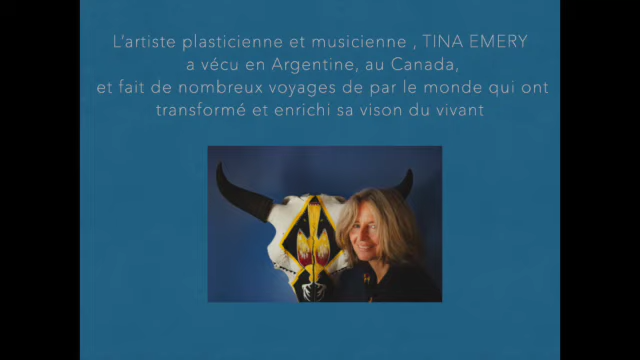 L'artiste plasticienne et musicienne , TINA EMERY
a vécu en Argentine, au Canada,
et fait de nombreux voyages de par le monde qui ont
transformé et enrichi sa vison du vivant